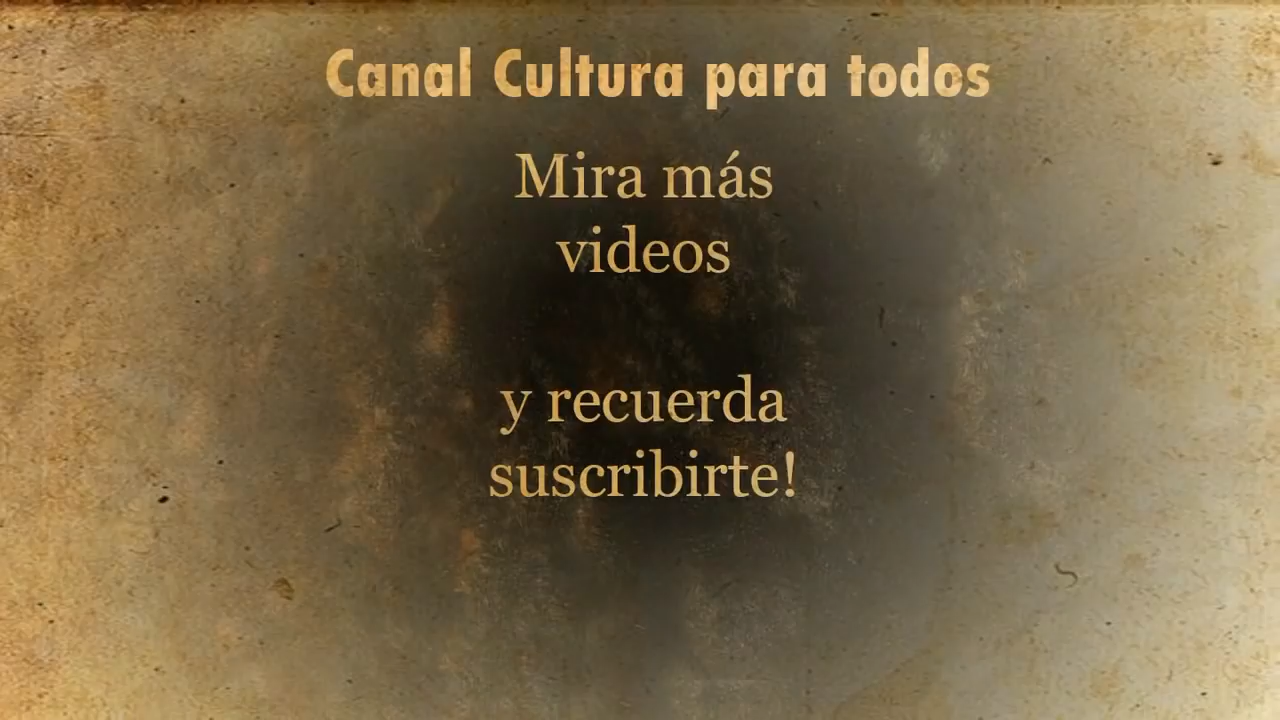 Canal Cultura para todos
Mira más
videos
y recuerda
suscribirte!